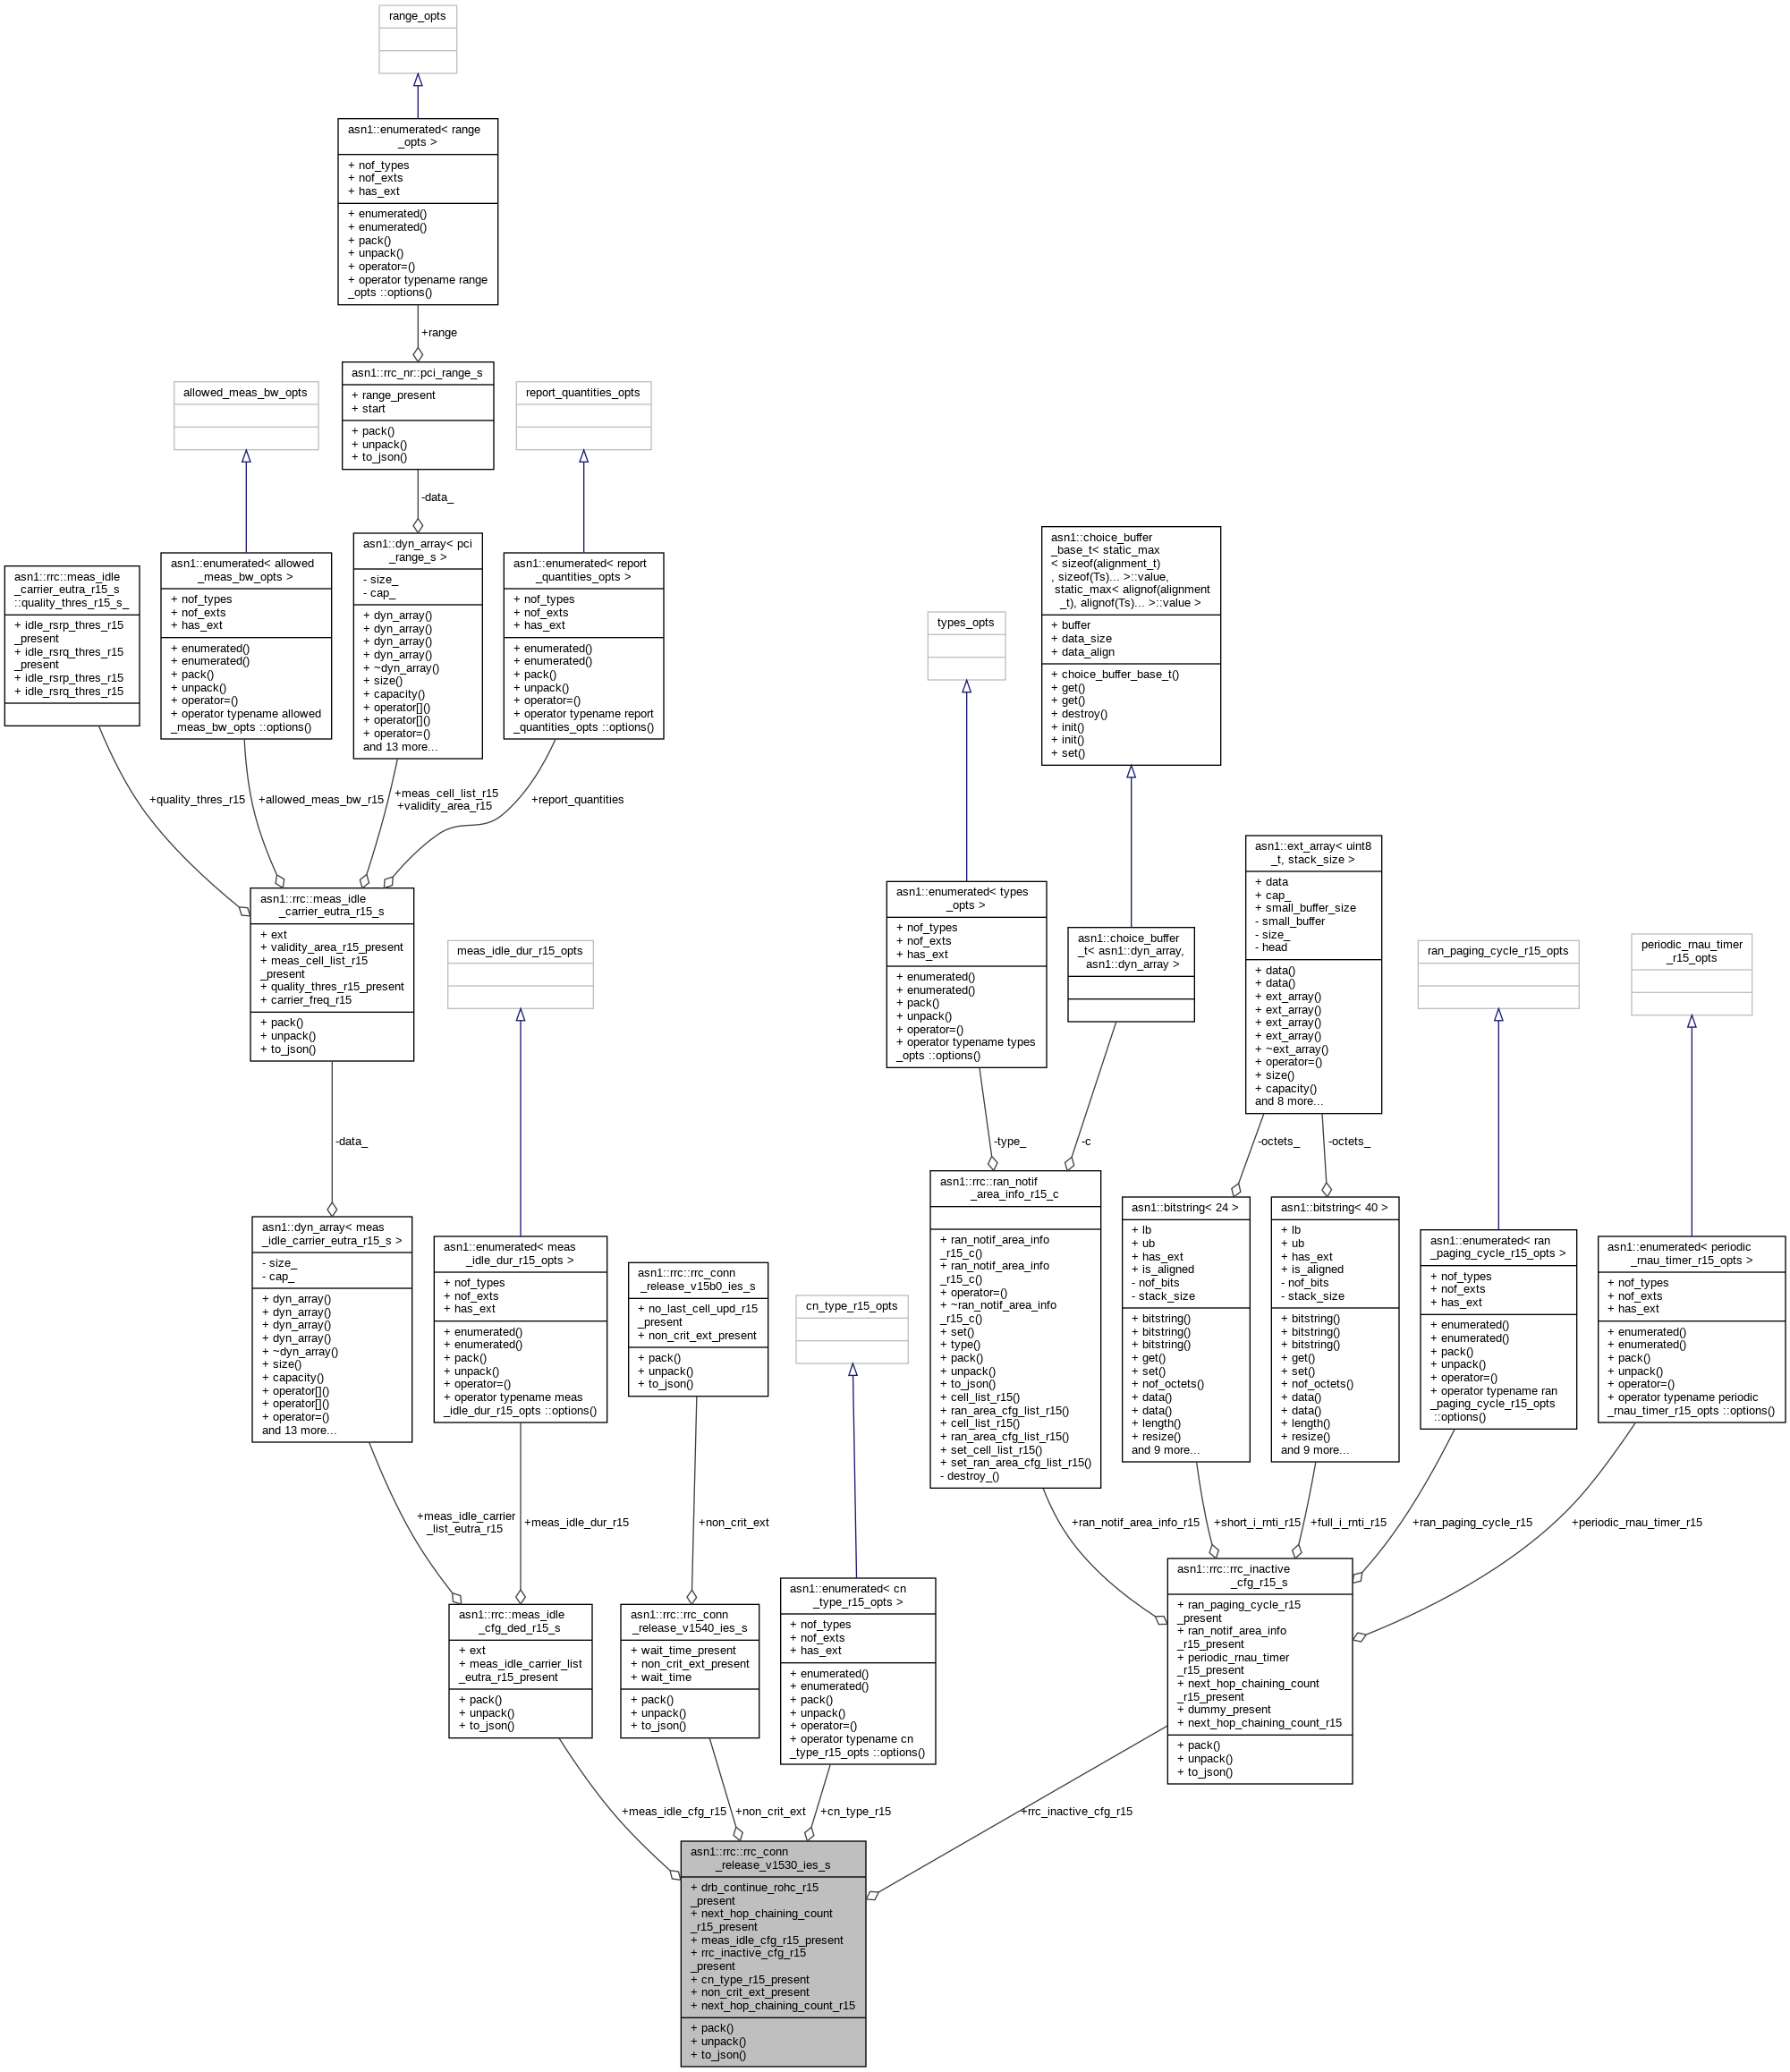 range_opts
asn1::enumerated< range
_opts >
+ nof_types
+ nof_exts
+ has_ext
+ enumerated()
+ enumerated()
+ pack()
+ unpack()
+ operator=()
+ operator typename range
_opts ::options()
+range
asn1::rrc_nr::pci_range_s
+ range_present
+ start
+ pack()
+ unpack()
+ to_json()
allowed_meas_bw_opts
report_quantities_opts
-data_
asn1::rrc::meas_idle
_carrier_eutra_r15_s
::quality_thres_r15_s_
+ idle_rsrp_thres_r15
_present
+ idle_rsrq_thres_r15
_present
+ idle_rsrp_thres_r15
+ idle_rsrq_thres_r15
asn1::enumerated< allowed
_meas_bw_opts >
+ nof_types
+ nof_exts
+ has_ext
+ enumerated()
+ enumerated()
+ pack()
+ unpack()
+ operator=()
+ operator typename allowed
_meas_bw_opts ::options()
asn1::dyn_array< pci
_range_s >
- size_
- cap_
+ dyn_array()
+ dyn_array()
+ dyn_array()
+ dyn_array()
+ ~dyn_array()
+ size()
+ capacity()
+ operator[]()
+ operator[]()
+ operator=()
and 13 more...
asn1::enumerated< report
_quantities_opts >
+ nof_types
+ nof_exts
+ has_ext
+ enumerated()
+ enumerated()
+ pack()
+ unpack()
+ operator=()
+ operator typename report
_quantities_opts ::options()
types_opts
asn1::choice_buffer
_base_t< static_max
< sizeof(alignment_t)
, sizeof(Ts)... >::value,
static_max< alignof(alignment
_t), alignof(Ts)... >::value >
+ buffer
+ data_size
+ data_align
+ choice_buffer_base_t()
+ get()
+ get()
+ destroy()
+ init()
+ init()
+ set()
+quality_thres_r15
+allowed_meas_bw_r15
+meas_cell_list_r15
+validity_area_r15
+report_quantities
asn1::rrc::meas_idle
_carrier_eutra_r15_s
+ ext
+ validity_area_r15_present
+ meas_cell_list_r15
_present
+ quality_thres_r15_present
+ carrier_freq_r15
+ pack()
+ unpack()
+ to_json()
meas_idle_dur_r15_opts
asn1::enumerated< types
_opts >
+ nof_types
+ nof_exts
+ has_ext
+ enumerated()
+ enumerated()
+ pack()
+ unpack()
+ operator=()
+ operator typename types
_opts ::options()
asn1::choice_buffer
_t< asn1::dyn_array,
asn1::dyn_array >
asn1::ext_array< uint8
_t, stack_size >
+ data
+ cap_
+ small_buffer_size
- small_buffer
- size_
- head
+ data()
+ data()
+ ext_array()
+ ext_array()
+ ext_array()
+ ext_array()
+ ~ext_array()
+ operator=()
+ size()
+ capacity()
and 8 more...
ran_paging_cycle_r15_opts
periodic_rnau_timer
_r15_opts
-data_
-type_
-c
-octets_
-octets_
asn1::dyn_array< meas
_idle_carrier_eutra_r15_s >
- size_
- cap_
+ dyn_array()
+ dyn_array()
+ dyn_array()
+ dyn_array()
+ ~dyn_array()
+ size()
+ capacity()
+ operator[]()
+ operator[]()
+ operator=()
and 13 more...
asn1::enumerated< meas
_idle_dur_r15_opts >
+ nof_types
+ nof_exts
+ has_ext
+ enumerated()
+ enumerated()
+ pack()
+ unpack()
+ operator=()
+ operator typename meas
_idle_dur_r15_opts ::options()
asn1::rrc::rrc_conn
_release_v15b0_ies_s
+ no_last_cell_upd_r15
_present
+ non_crit_ext_present
+ pack()
+ unpack()
+ to_json()
cn_type_r15_opts
asn1::rrc::ran_notif
_area_info_r15_c
+ ran_notif_area_info
_r15_c()
+ ran_notif_area_info
_r15_c()
+ operator=()
+ ~ran_notif_area_info
_r15_c()
+ set()
+ type()
+ pack()
+ unpack()
+ to_json()
+ cell_list_r15()
+ ran_area_cfg_list_r15()
+ cell_list_r15()
+ ran_area_cfg_list_r15()
+ set_cell_list_r15()
+ set_ran_area_cfg_list_r15()
- destroy_()
asn1::bitstring< 24 >
+ lb
+ ub
+ has_ext
+ is_aligned
- nof_bits
- stack_size
+ bitstring()
+ bitstring()
+ bitstring()
+ get()
+ set()
+ nof_octets()
+ data()
+ data()
+ length()
+ resize()
and 9 more...
asn1::bitstring< 40 >
+ lb
+ ub
+ has_ext
+ is_aligned
- nof_bits
- stack_size
+ bitstring()
+ bitstring()
+ bitstring()
+ get()
+ set()
+ nof_octets()
+ data()
+ data()
+ length()
+ resize()
and 9 more...
asn1::enumerated< ran
_paging_cycle_r15_opts >
+ nof_types
+ nof_exts
+ has_ext
+ enumerated()
+ enumerated()
+ pack()
+ unpack()
+ operator=()
+ operator typename ran
_paging_cycle_r15_opts
::options()
asn1::enumerated< periodic
_rnau_timer_r15_opts >
+ nof_types
+ nof_exts
+ has_ext
+ enumerated()
+ enumerated()
+ pack()
+ unpack()
+ operator=()
+ operator typename periodic
_rnau_timer_r15_opts ::options()
+meas_idle_carrier
_list_eutra_r15
+meas_idle_dur_r15
+non_crit_ext
+ran_notif_area_info_r15
+short_i_rnti_r15
+full_i_rnti_r15
+ran_paging_cycle_r15
+periodic_rnau_timer_r15
asn1::rrc::meas_idle
_cfg_ded_r15_s
+ ext
+ meas_idle_carrier_list
_eutra_r15_present
+ pack()
+ unpack()
+ to_json()
asn1::rrc::rrc_conn
_release_v1540_ies_s
+ wait_time_present
+ non_crit_ext_present
+ wait_time
+ pack()
+ unpack()
+ to_json()
asn1::enumerated< cn
_type_r15_opts >
+ nof_types
+ nof_exts
+ has_ext
+ enumerated()
+ enumerated()
+ pack()
+ unpack()
+ operator=()
+ operator typename cn
_type_r15_opts ::options()
asn1::rrc::rrc_inactive
_cfg_r15_s
+ ran_paging_cycle_r15
_present
+ ran_notif_area_info
_r15_present
+ periodic_rnau_timer
_r15_present
+ next_hop_chaining_count
_r15_present
+ dummy_present
+ next_hop_chaining_count_r15
+ pack()
+ unpack()
+ to_json()
+meas_idle_cfg_r15
+non_crit_ext
+cn_type_r15
+rrc_inactive_cfg_r15
asn1::rrc::rrc_conn
_release_v1530_ies_s
+ drb_continue_rohc_r15
_present
+ next_hop_chaining_count
_r15_present
+ meas_idle_cfg_r15_present
+ rrc_inactive_cfg_r15
_present
+ cn_type_r15_present
+ non_crit_ext_present
+ next_hop_chaining_count_r15
+ pack()
+ unpack()
+ to_json()